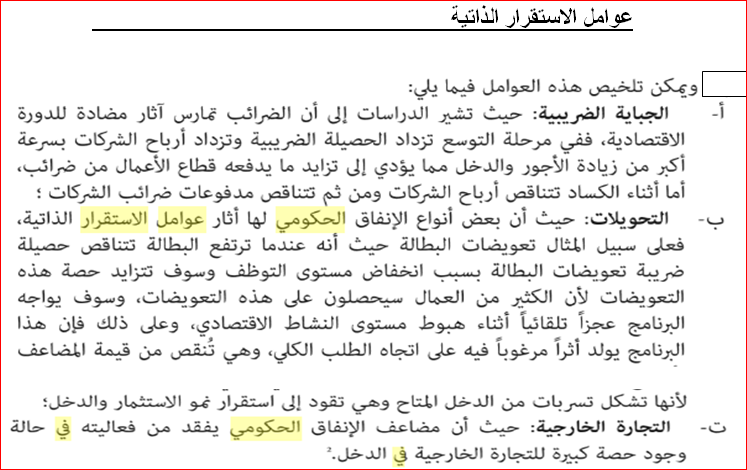 عوامل الاستقرار الذاتية
ويمكن تلخيص هذه العوامل فيما يلي:
أ- الجباية الضريبية: حيث تشير الدراسات إلى أن الضرائب تمارس آثار مضادة للدورة
الاقتصادية، ففي مرحلة التوسع تزداد الحصيلة الضريبية وتزداد أرباح الشركات بسرعة
أكبر من زيادة الأجور والدخل مما يؤدي إلى تزايد ما يدفعه قطاع الأعمال من ضرائب،
أما أثناء الكساد تتناقص أرباح الشركات ومن ثم تتناقص مدفوعات ضرائب الشركات ؛
ب- التحويلات: حيث أن بعض أنواع الإنفاق الحكومي لها أثار عوامل الاستقرار الذاتية،
فعلى سبيل المثال تعويضات البطالة حيث أنه عندما ترتفع البطالة تتناقص حصيلة
ضريبة تعويضات البطالة بسبب انخفاض مستوى التوظف وسوف تتزايد حصة هذه
التعويضات لأن الكثير من العمال سيحصلون على هذه التعويضات، وسوف يواجه
البرنامج عجزاً تلقائياً أثناء هبوط مستوى النشاط الاقتصادي، وعلى ذلك فإن هذا
البرنامج يولد أثراً مرغوباً فيه على اتجاه الطلب الكلي، وهي تُنقص من قيمة المضاعف
لأنها تشكل تسربات من الدخل المتاح وهي تقود إلى استقرار نمو الاستثمار والدخل؛
ت- التجارة الخارجية: حيث أن مضاعف الإنفاق الحكومي يفقد من فعاليته في حالة
وجود حصة كبيرة للتجارة الخارجية في الدخل.²